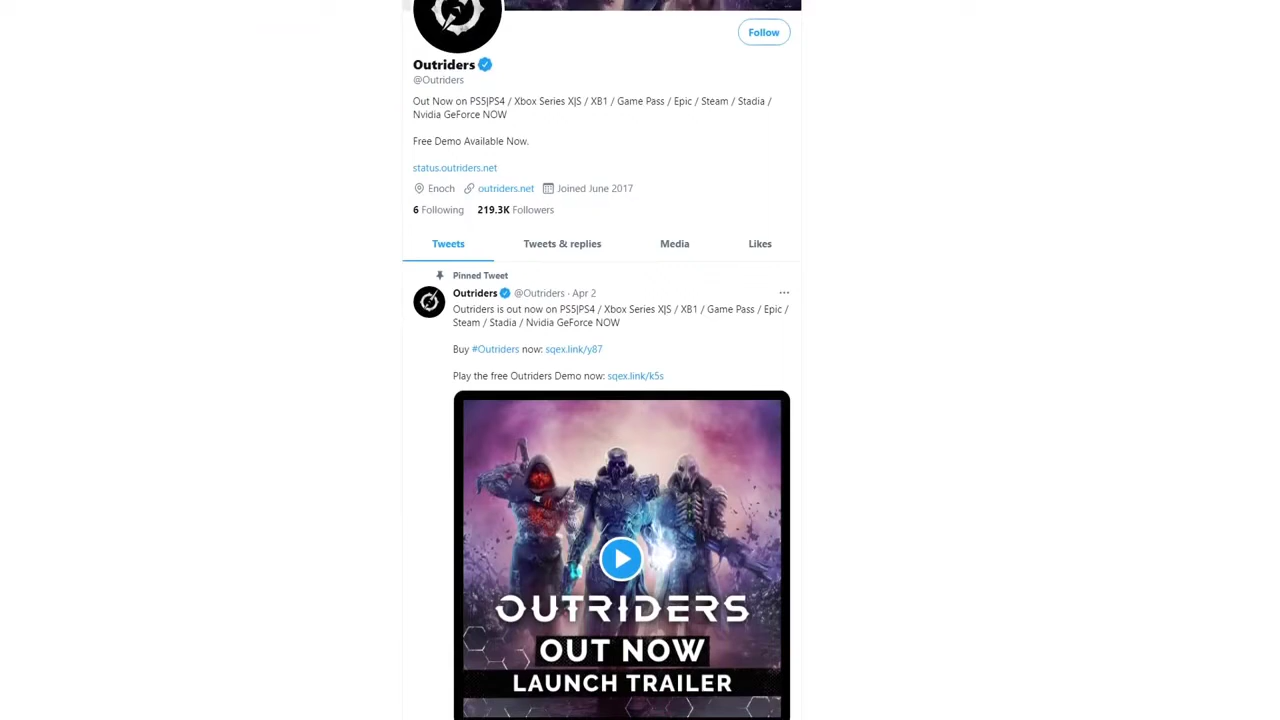 Follow
Outriders
@Outriders
Out Now on PS5|PS4 / Xbox Series X|S / XB1 / Game Pass / Epic / Steam / Stadia /
Nvidia GeForce NOW
Free Demo Available Now.
status.outriders.net
Enoch outriders.net Joined June 2017
6 Following 219.3K Followers
Tweets Tweets & replies Media Likes
Pinned Tweet
Outriders @Outriders · Apr 2
Outriders is out now on PS5|PS4 / Xbox Series X|S / XB1 / Game Pass / Epic /
Steam / Stadia / Nvidia GeForce NOW
Buy #Outriders now: sqex.link/y87
Play the free Outriders Demo now: sqex.link/k5s
OUTRIDERS
OUT NOW
LAUNCH TRAILER